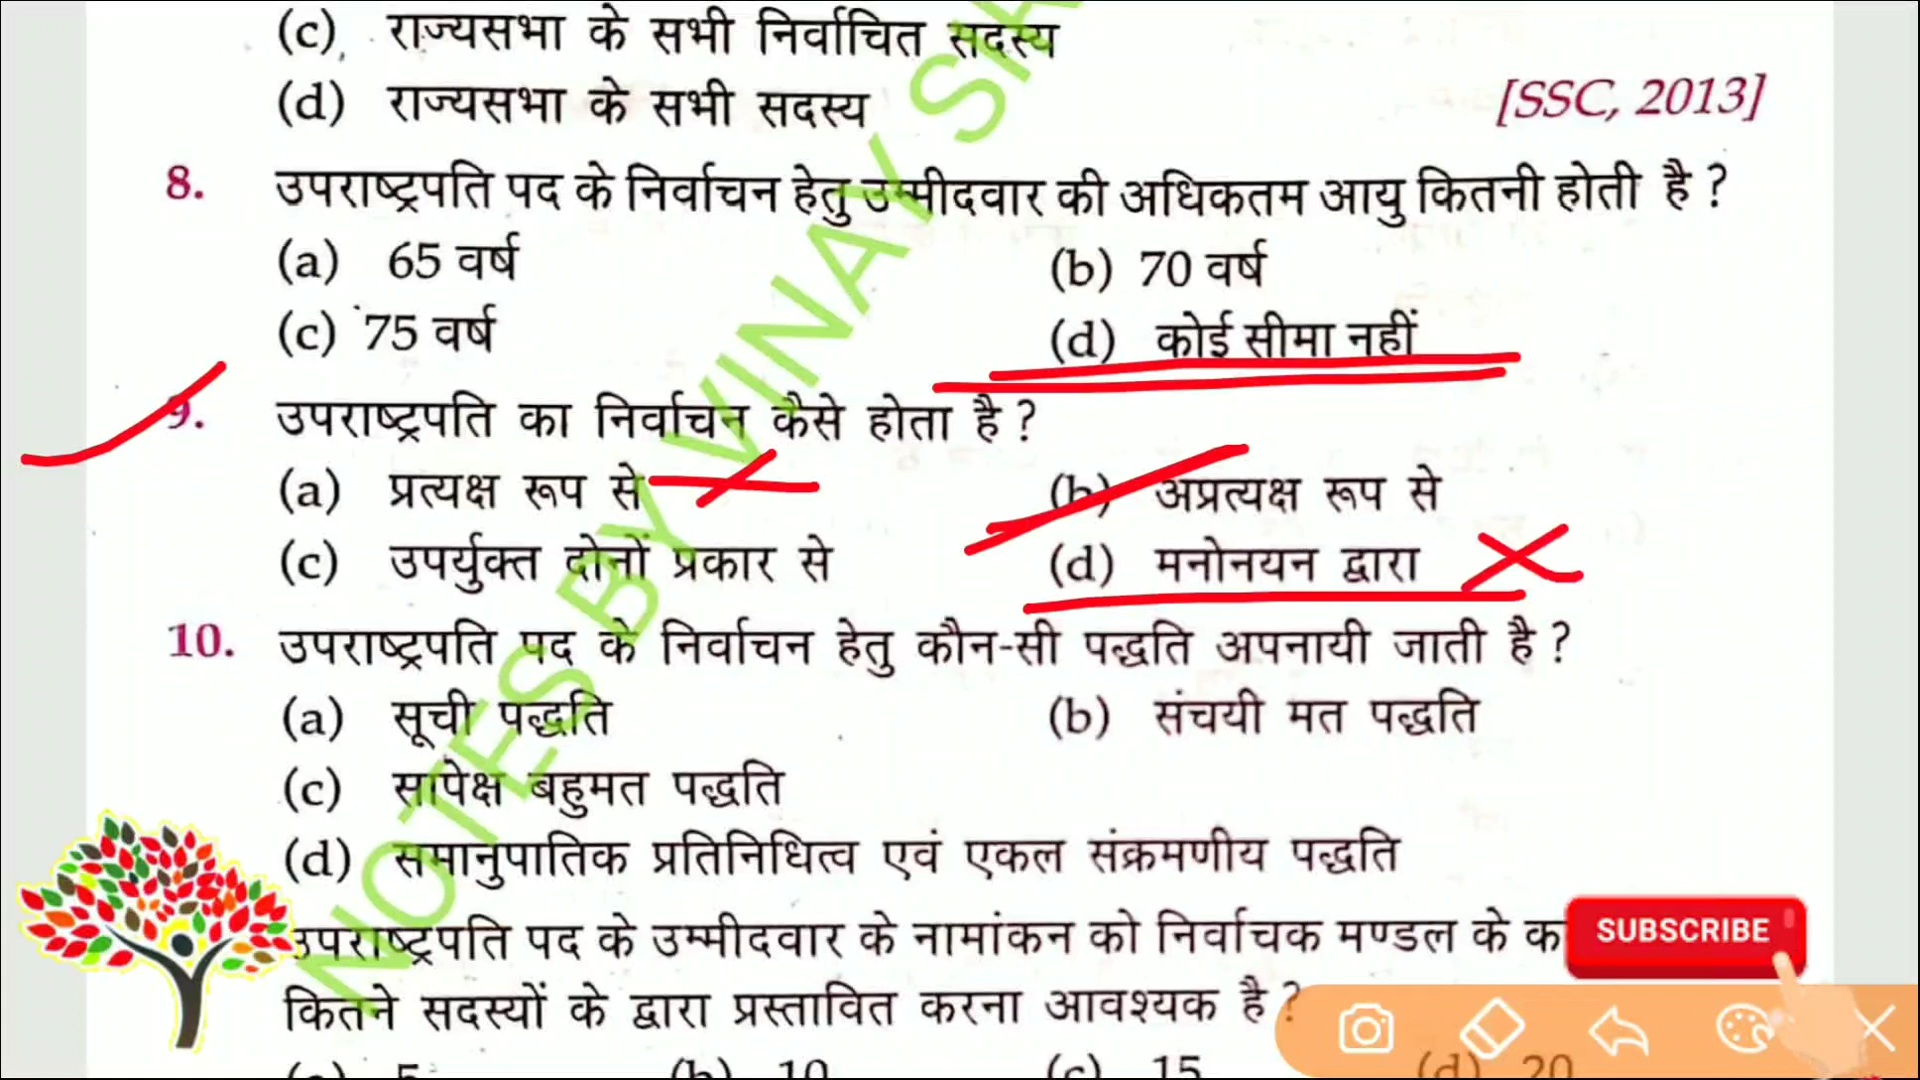 (c) राज्यसभा के सभी निर्वाचित सदस्य
(d) राज्यसभा के सभी सदस्य [SSC, 2013]
8. उपराष्ट्रपति पद के निर्वाचन हेतु उम्मीदवार की अधिकतम आयु कितनी होती है ?
(a) 65 वर्ष (b) 70 वर्ष
(c) 75 वर्ष (d) कोई सीमा नहीं
9. उपराष्ट्रपति का निर्वाचन कैसे होता है ?
(a) प्रत्यक्ष रूप से (b) अप्रत्यक्ष रूप से
(c) उपर्युक्त दोनों प्रकार से (d) मनोनयन द्वारा
10. उपराष्ट्रपति पद के निर्वाचन हेतु कौन-सी पद्धति अपनायी जाती है ?
(a) सूची पद्धति (b) संचयी मत पद्धति
(c) सापेक्ष बहुमत पद्धति
(d) समानुपातिक प्रतिनिधित्व एवं एकल संक्रमणीय पद्धति
उपराष्ट्रपति पद के उम्मीदवार के नामांकन को निर्वाचक मण्डल के क
SUBSCRIBE
कितने सदस्यों के द्वारा प्रस्तावित करना आवश्यक है ?
(a) 5 (b) 10 (c) 15 (d) 20
NOTES BY VINAY